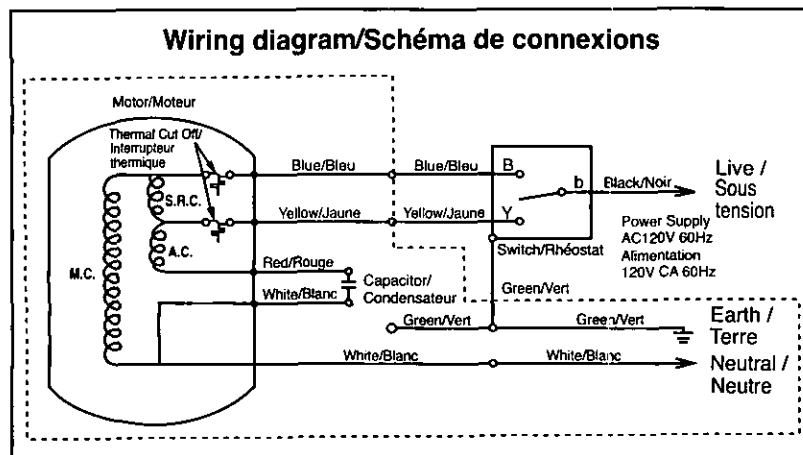 Wiring diagram/Schéma de connexions
Motor/Moteur
Thermal Cut Off/
Interrupteur
thermique
S.R.C.
A.C.
M.C.
Blue/Bleu
Blue/Bleu
B
b
Black/Noir
Live /
Sous
tension
Yellow/Jaune
Yellow/Jaune
Y
Switch/Rhéostat
Power Supply
AC120V 60Hz
Alimentation
120V CA 60Hz
Red/Rouge
White/Blanc
Capacitor/
Condensateur
Green/Vert
Green/Vert
Green/Vert
Earth /
Terre
White/Blanc
White/Blanc
Neutral /
Neutre